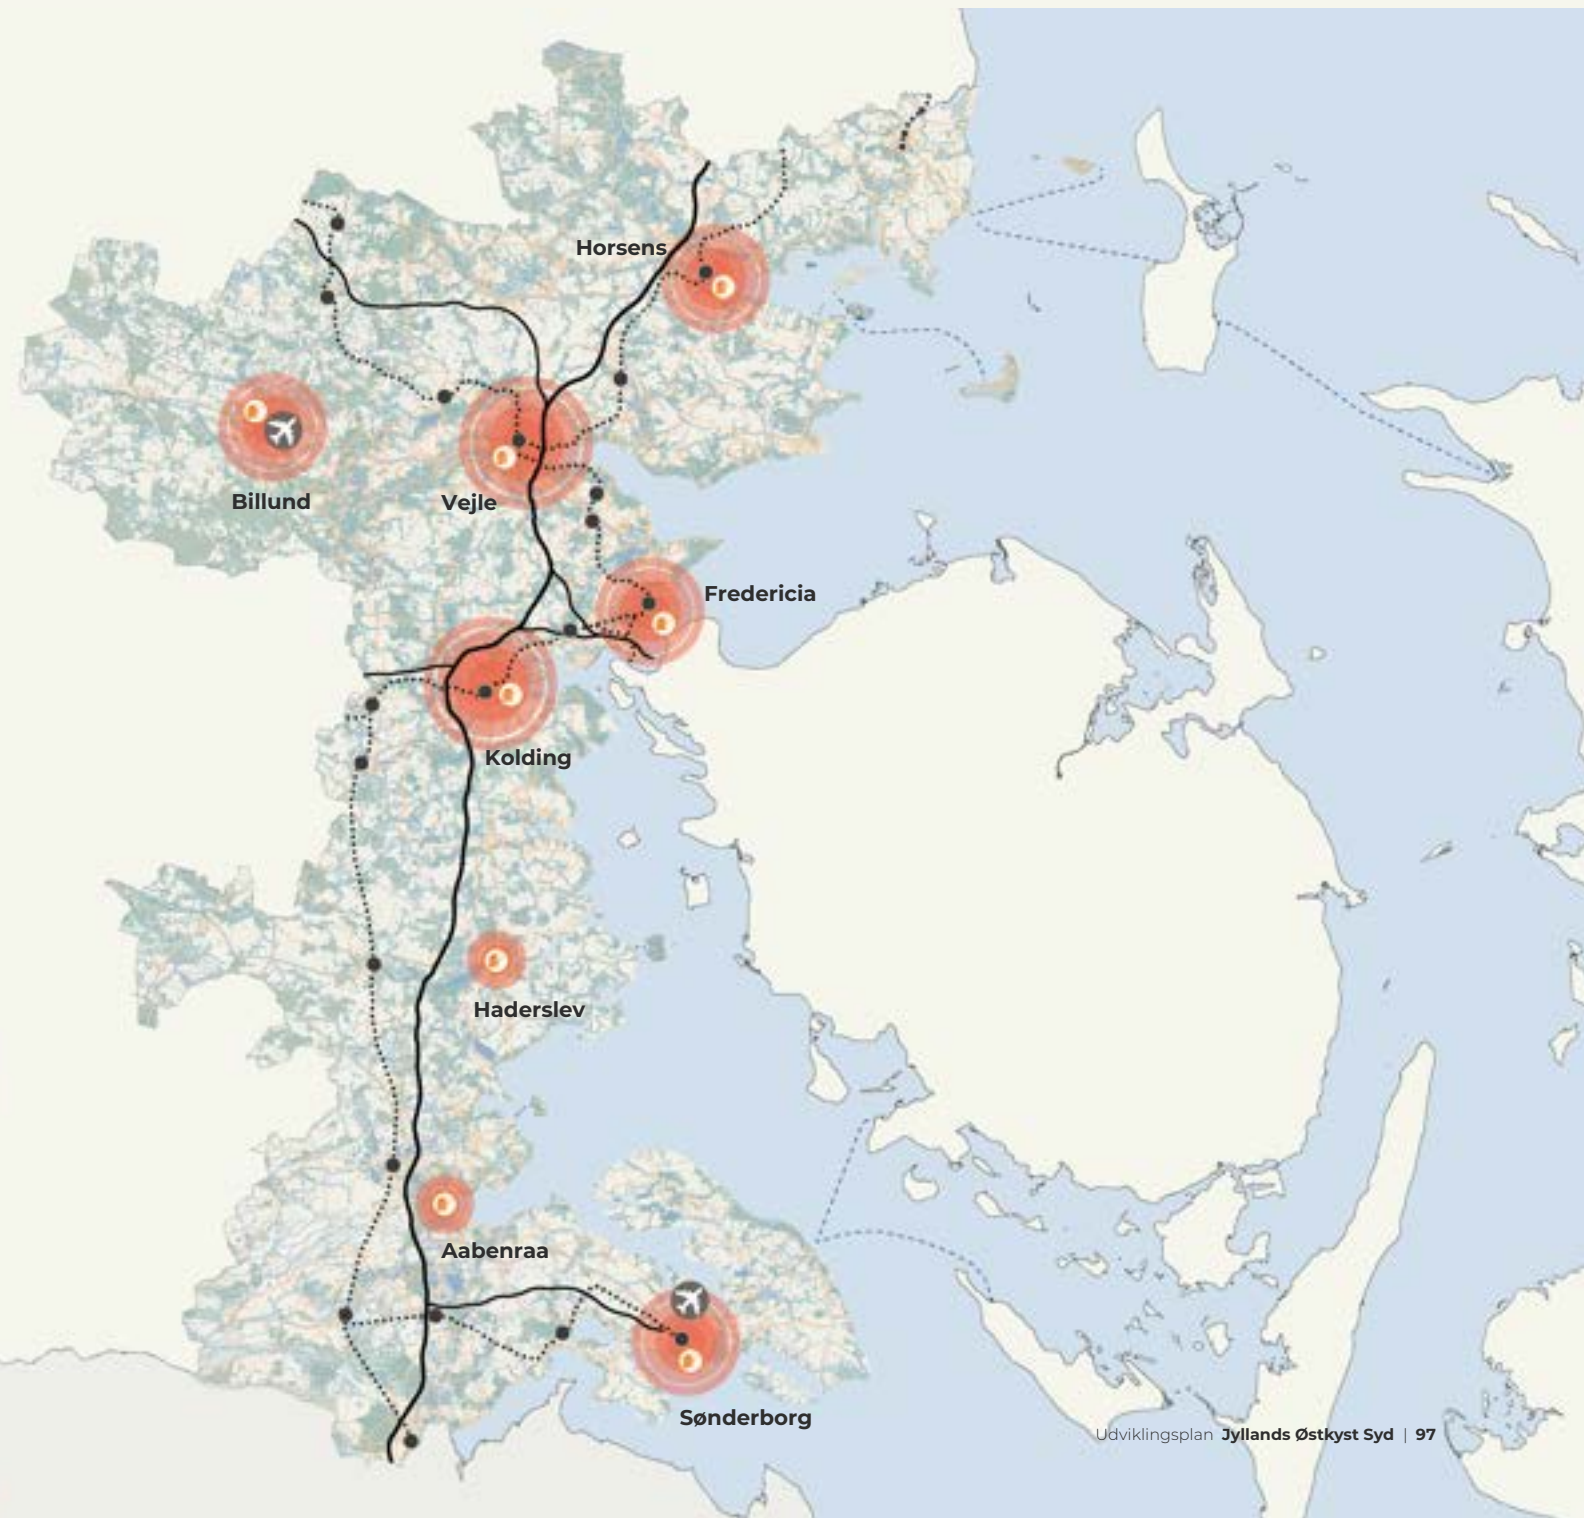 Horsens
Billund
Vejle
Fredericia
Kolding
Haderslev
Aabenraa
Sønderborg
Udviklingsplan Jyllands Østkyst Syd | 97